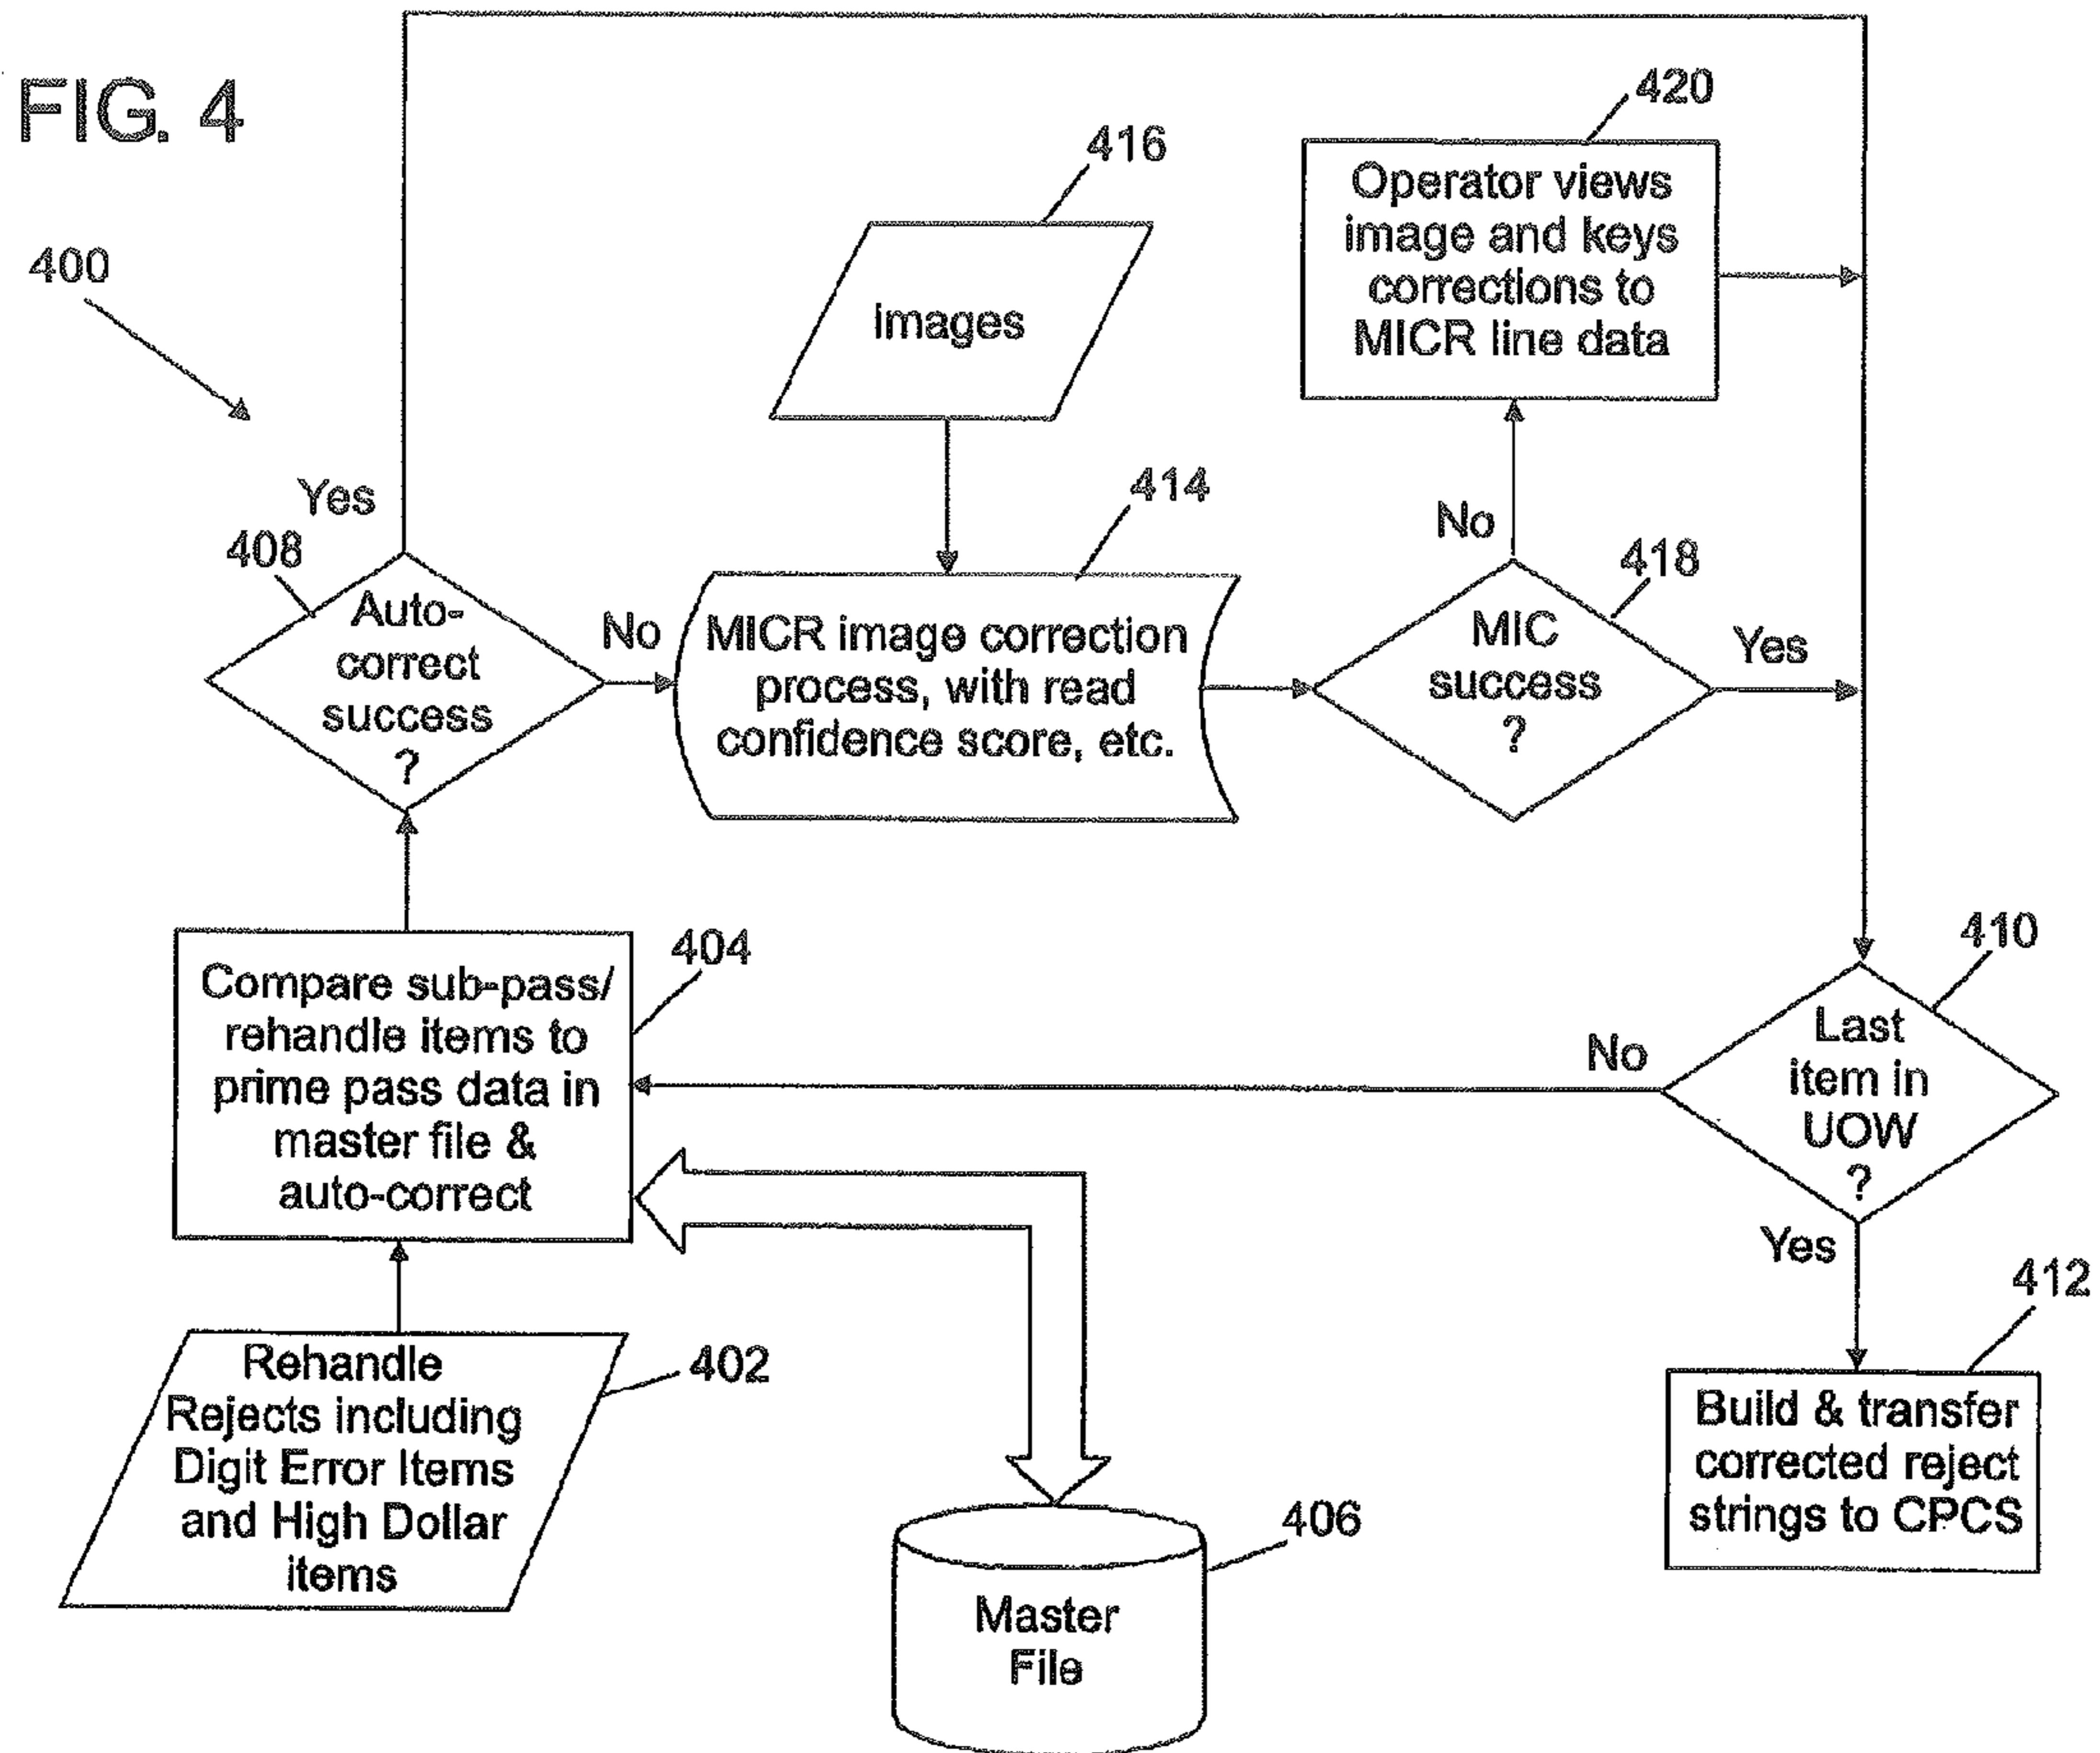 FIG. 4
400
416
Images
420
Operator views
image and keys
corrections to
MICR line data
Yes
408
Auto-
correct
success
?
No
414
MICR image correction
process, with read
confidence score, etc.
No
418
MIC
success
?
Yes
404
Compare sub-pass/
rehandle items to
prime pass data in
master file &
auto-correct
410
Last
item in
UOW
?
No
Yes
402
Rehandle
Rejects including
Digit Error Items
and High Dollar
items
406
Master
File
412
Build & transfer
corrected reject
strings to CPCS